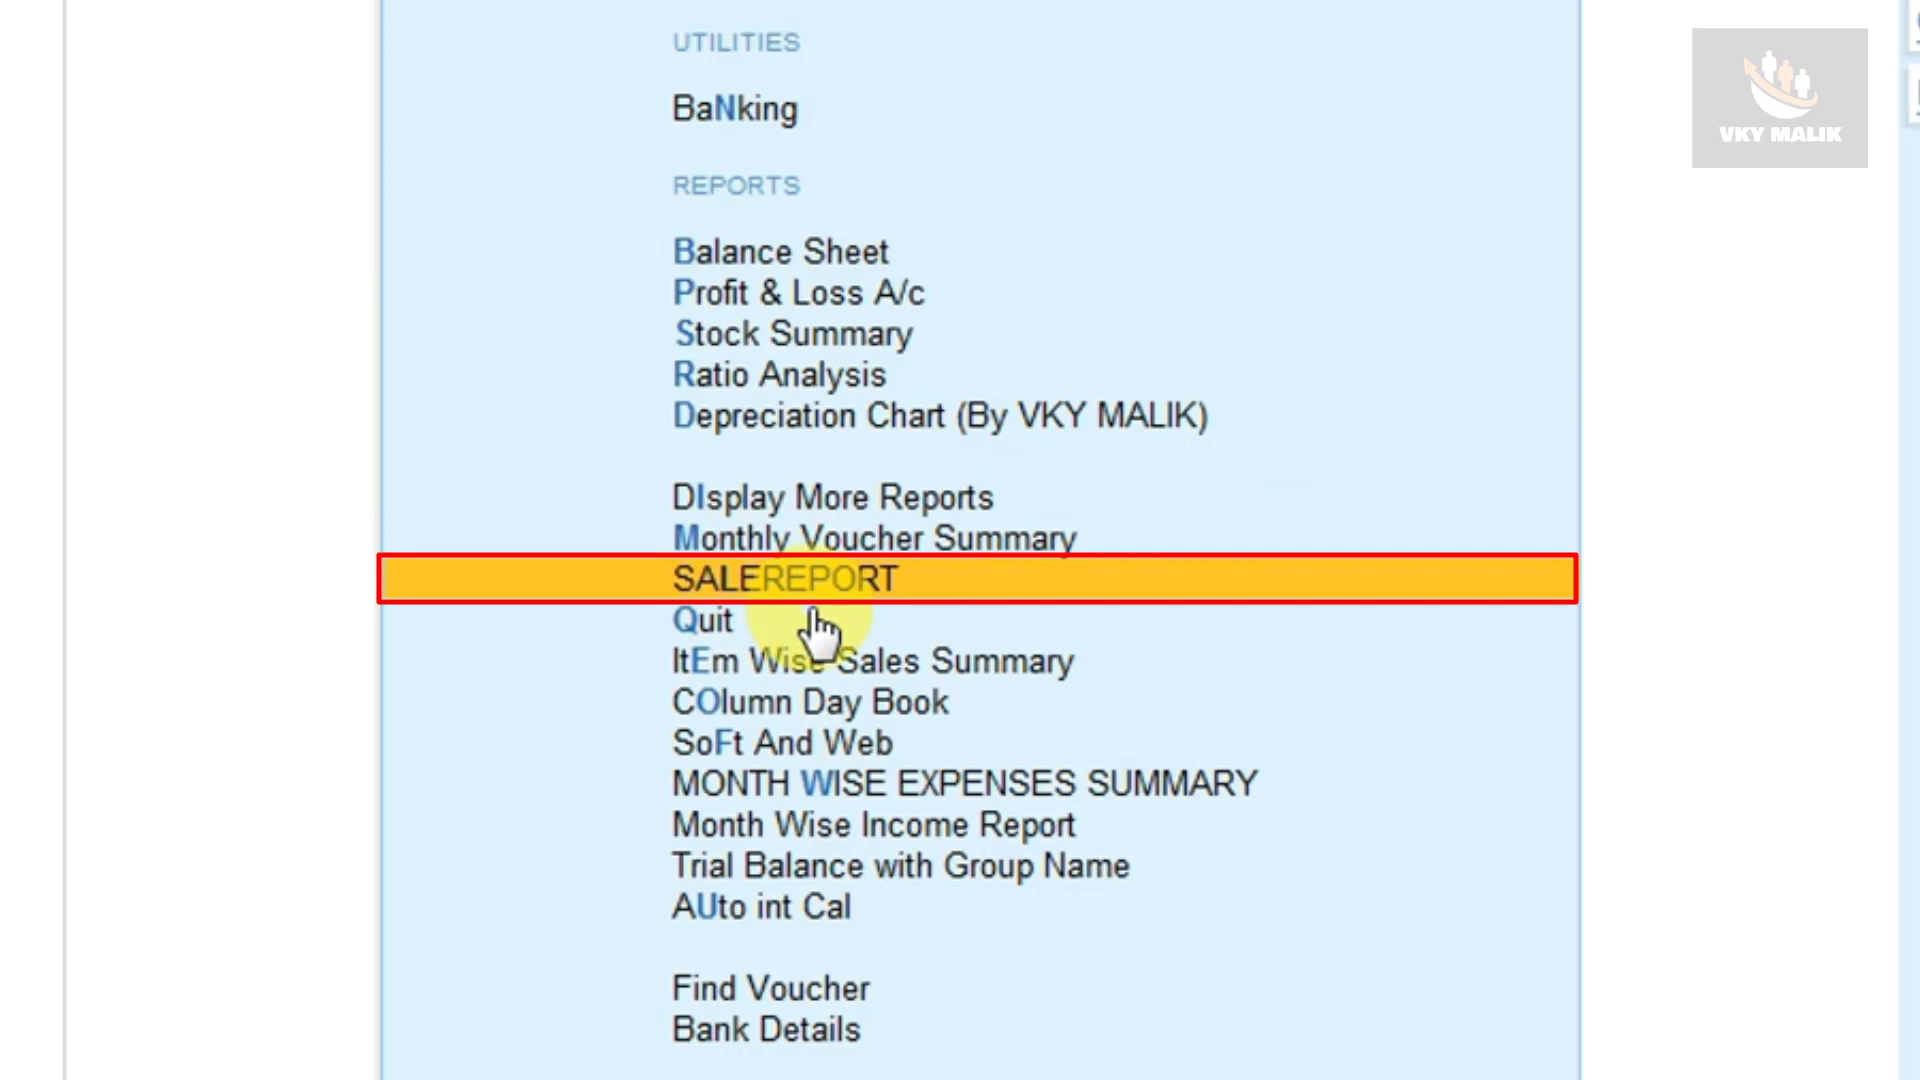 UTILITIES
BaNking
REPORTS
Balance Sheet
Profit & Loss A/c
Stock Summary
Ratio Analysis
Depreciation Chart (By VKY MALIK)
DIsplay More Reports
Monthly Voucher Summary
SALEREPORT
Quit
ItEm Wise Sales Summary
COlumn Day Book
SoFt And Web
MONTH WISE EXPENSES SUMMARY
Month Wise Income Report
Trial Balance with Group Name
AUto int Cal
Find Voucher
Bank Details
VKY MALIK